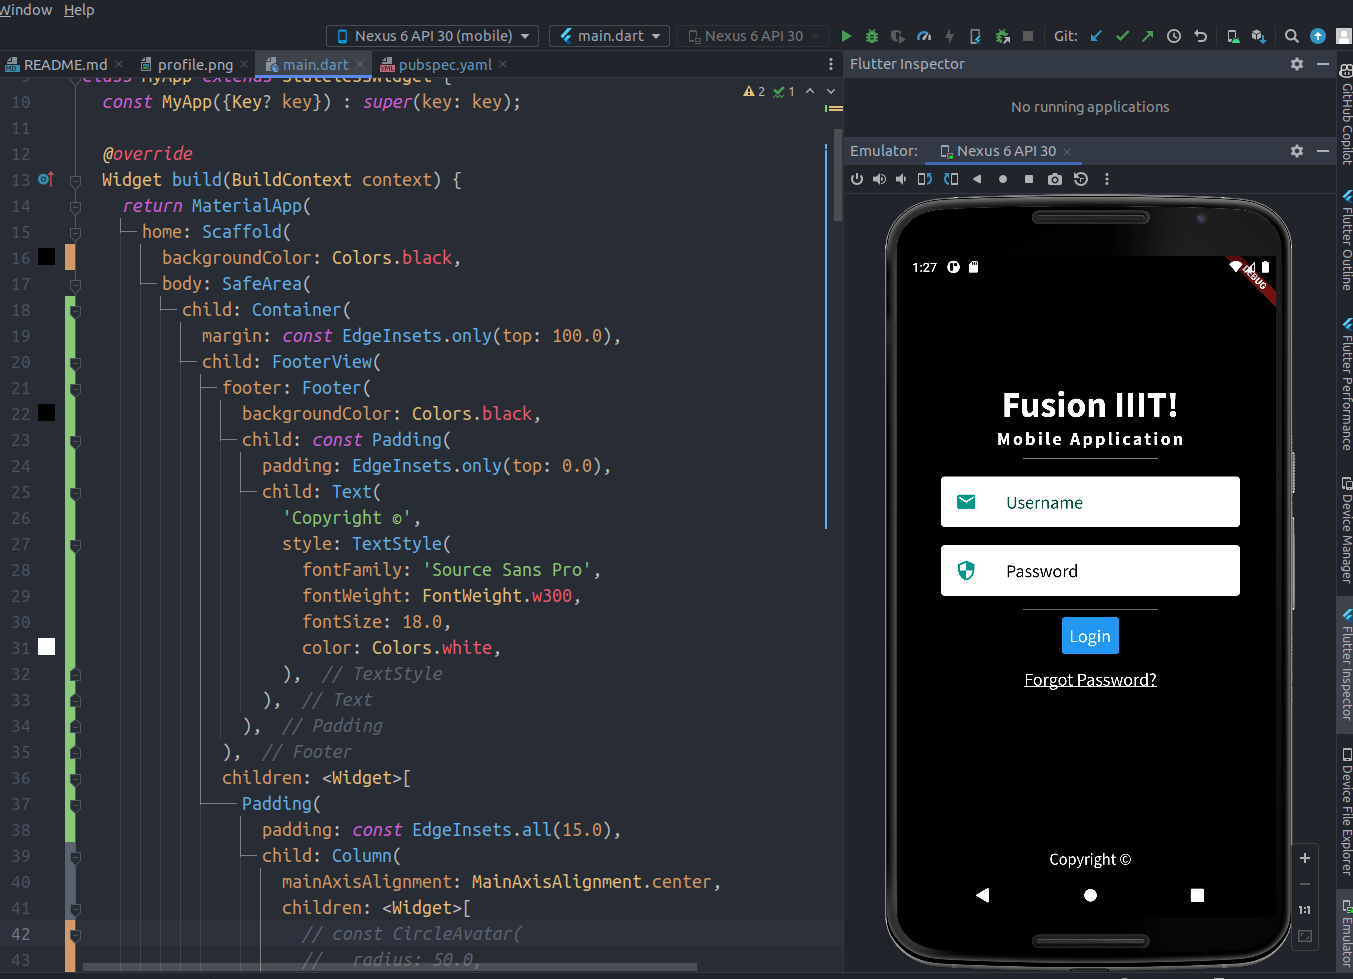 Window Help
Nexus 6 API 30 (mobile) main.dart Nexus 6 API 30 Git:
README.md profile.png main.dart pubspec.yaml
Flutter Inspector
No running applications
Emulator: Nexus 6 API 30
2 1
9 class MyApp extends StatelessWidget {
10 const MyApp({Key? key}) : super(key: key);
11
12 @override
13 Widget build(BuildContext context) {
14 return MaterialApp(
15 home: Scaffold(
16 backgroundColor: Colors.black,
17 body: SafeArea(
18 child: Container(
19 margin: const EdgeInsets.only(top: 100.0),
20 child: FooterView(
21 footer: Footer(
22 backgroundColor: Colors.black,
23 child: const Padding(
24 padding: EdgeInsets.only(top: 0.0),
25 child: Text(
26 'Copyright ©',
27 style: TextStyle(
28 fontFamily: 'Source Sans Pro',
29 fontWeight: FontWeight.w300,
30 fontSize: 18.0,
31 color: Colors.white,
32 ), // TextStyle
33 ), // Text
34 ), // Padding
35 ), // Footer
36 children: <Widget>[
37 Padding(
38 padding: const EdgeInsets.all(15.0),
39 child: Column(
40 mainAxisAlignment: MainAxisAlignment.center,
41 children: <Widget>[
42 // const CircleAvatar(
43 // radius: 50.0,
1:27
DEBUG
Fusion IIIT!
Mobile Application
Username
Password
Login
Forgot Password?
Copyright ©
1:1
GitHub Copilot
Flutter Outline
Flutter Performance
Device Manager
Flutter Inspector
Device File Explorer
Emulator